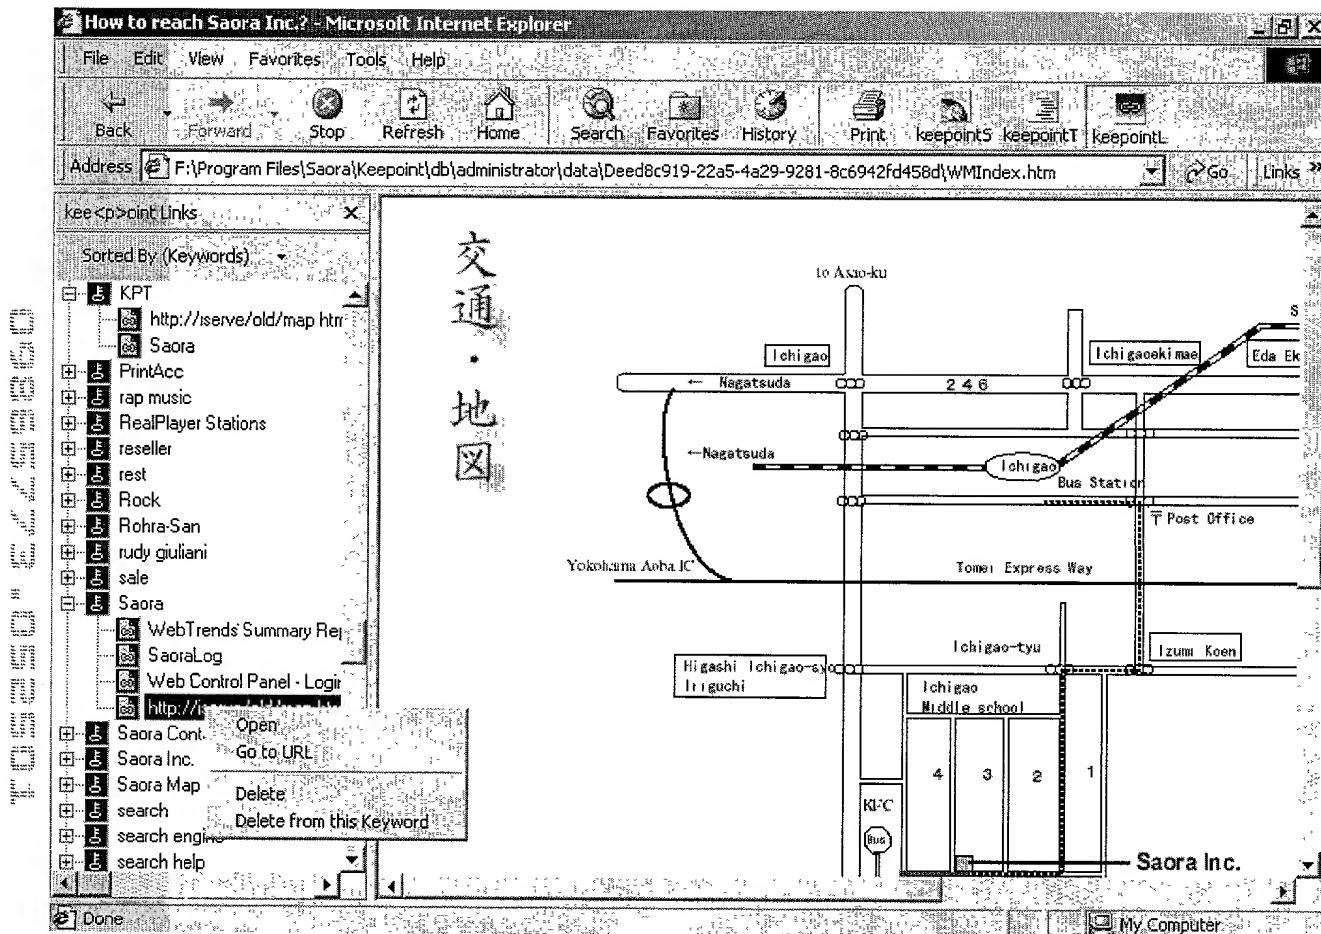 How to reach Saora Inc.? - Microsoft Internet Explorer
File Edit View Favorites Tools Help
Back Forward Stop Refresh Home Search Favorites History Print keepointS keepointT keepointL
Address F:\Program Files\Saora\Keepoint\db\administrator\data\Deed8c919-22a5-4a29-9281-8c6942fd458d\WMIndex.htm Go Links »
kee<p>oint Links
Sorted By (Keywords)
KPT
http://iserve/old/map htm
Saora
PrintAcc
rap music
RealPlayer Stations
reseller
rest
Rock
Rohra-San
rudy giuliani
sale
Saora
WebTrends Summary Rep
SaoraLog
Web Control Panel - Login
Saora Cont
Saora Inc.
Saora Map
search
search engine
search help
Open
Go to URL
Delete
Delete from this Keyword
交通・地図
to Asao-ku
Ichigao
Ichigaoekimae
Eda Ek
← Nagatsuda
246
←Nagatsuda
Ichigao
Bus Station
〒Post Office
Yokohama Aoba IC
Tomei Express Way
Ichigao-tyu
Izumi Koen
Higashi Ichigao-syo
Iriguchi
Ichigao
Middle school
4 3 2 1
KFC
Bus
Saora Inc.
Done
My Computer